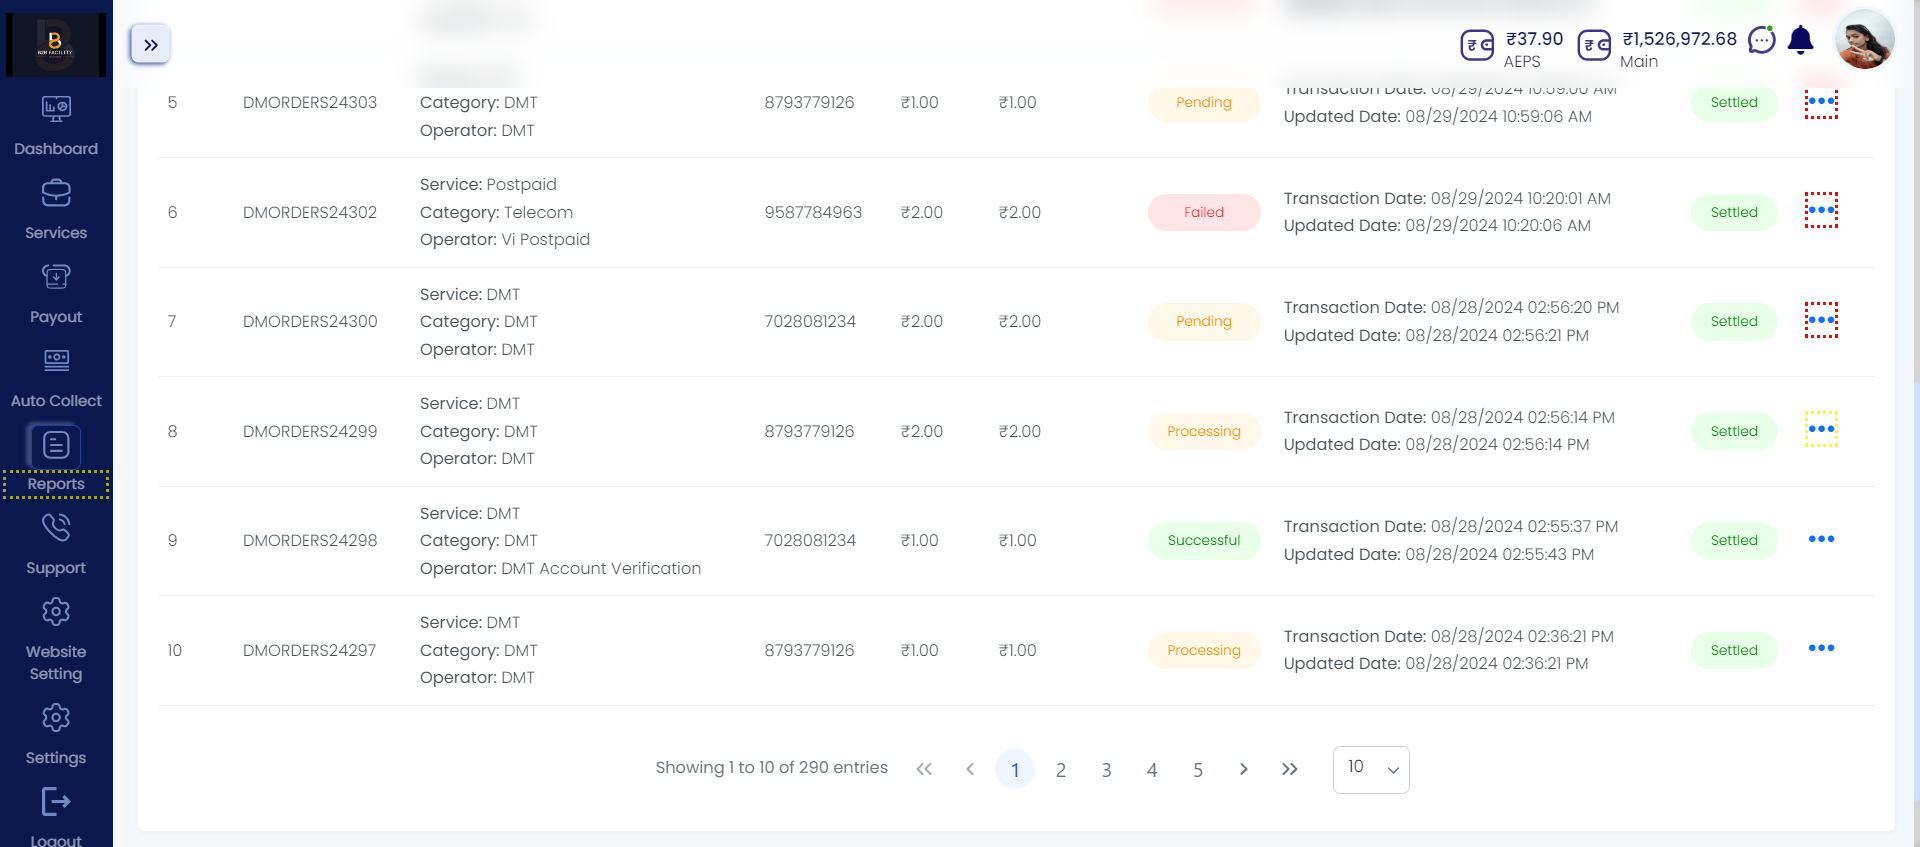 B2B FACILITY
₹37.90
AEPS
₹1,526,972.68
Main
Dashboard
Services
Payout
Auto Collect
Reports
Support
Website
Setting
Settings
Logout
5 DMORDERS24303 Category: DMT 8793779126 ₹1.00 ₹1.00 Pending Transaction Date: 08/29/2024 10:59:06 AM Settled
Operator: DMT Updated Date: 08/29/2024 10:59:06 AM
Service: Postpaid
6 DMORDERS24302 Category: Telecom 9587784963 ₹2.00 ₹2.00 Failed Transaction Date: 08/29/2024 10:20:01 AM Settled
Operator: Vi Postpaid Updated Date: 08/29/2024 10:20:06 AM
Service: DMT
7 DMORDERS24300 Category: DMT 7028081234 ₹2.00 ₹2.00 Pending Transaction Date: 08/28/2024 02:56:20 PM Settled
Operator: DMT Updated Date: 08/28/2024 02:56:21 PM
Service: DMT
8 DMORDERS24299 Category: DMT 8793779126 ₹2.00 ₹2.00 Processing Transaction Date: 08/28/2024 02:56:14 PM Settled
Operator: DMT Updated Date: 08/28/2024 02:56:14 PM
Service: DMT
9 DMORDERS24298 Category: DMT 7028081234 ₹1.00 ₹1.00 Successful Transaction Date: 08/28/2024 02:55:37 PM Settled
Operator: DMT Account Verification Updated Date: 08/28/2024 02:55:43 PM
Service: DMT
10 DMORDERS24297 Category: DMT 8793779126 ₹1.00 ₹1.00 Processing Transaction Date: 08/28/2024 02:36:21 PM Settled
Operator: DMT Updated Date: 08/28/2024 02:36:21 PM
Showing 1 to 10 of 290 entries 1 2 3 4 5 10